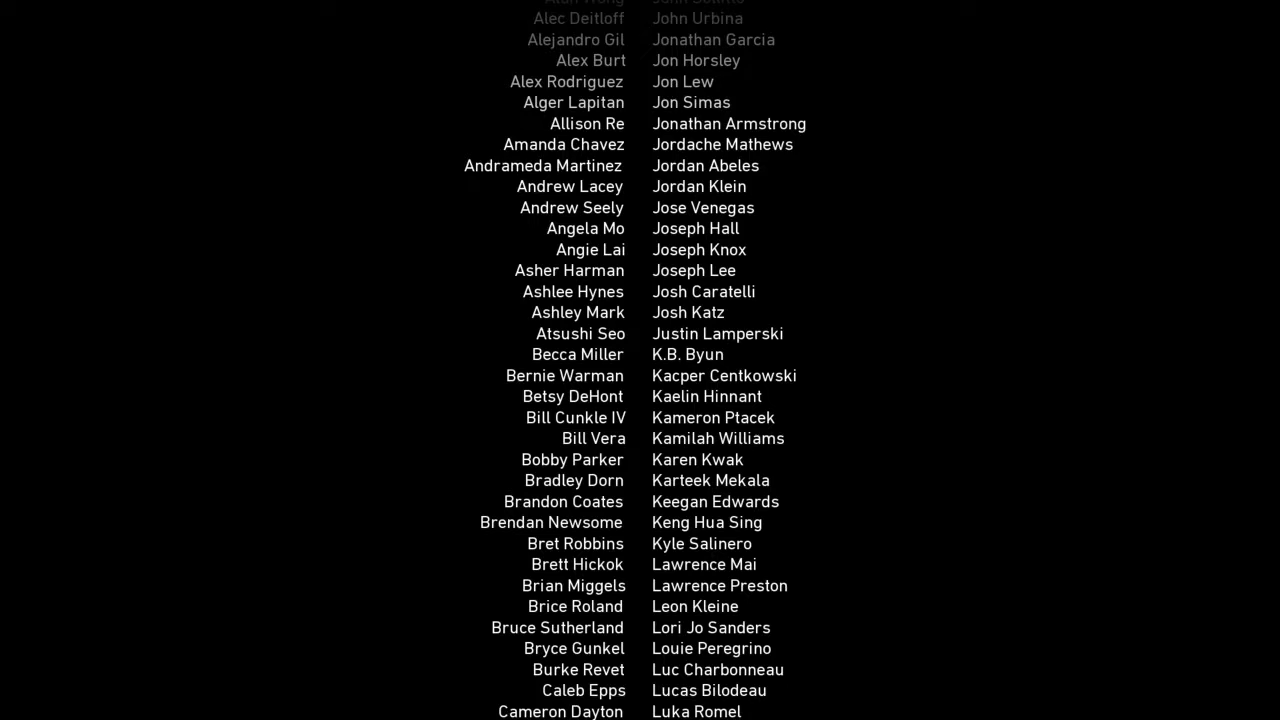 Alec Deitloff John Urbina
Alejandro Gil Jonathan Garcia
Alex Burt Jon Horsley
Alex Rodriguez Jon Lew
Alger Lapitan Jon Simas
Allison Re Jonathan Armstrong
Amanda Chavez Jordache Mathews
Andrameda Martinez Jordan Abeles
Andrew Lacey Jordan Klein
Andrew Seely Jose Venegas
Angela Mo Joseph Hall
Angie Lai Joseph Knox
Asher Harman Joseph Lee
Ashlee Hynes Josh Caratelli
Ashley Mark Josh Katz
Atsushi Seo Justin Lamperski
Becca Miller K.B. Byun
Bernie Warman Kacper Centkowski
Betsy DeHont Kaelin Hinnant
Bill Cunkle IV Kameron Ptacek
Bill Vera Kamilah Williams
Bobby Parker Karen Kwak
Bradley Dorn Karteek Mekala
Brandon Coates Keegan Edwards
Brendan Newsome Keng Hua Sing
Bret Robbins Kyle Salinero
Brett Hickok Lawrence Mai
Brian Miggels Lawrence Preston
Brice Roland Leon Kleine
Bruce Sutherland Lori Jo Sanders
Bryce Gunkel Louie Peregrino
Burke Revet Luc Charbonneau
Caleb Epps Lucas Bilodeau
Cameron Dayton Luka Romel